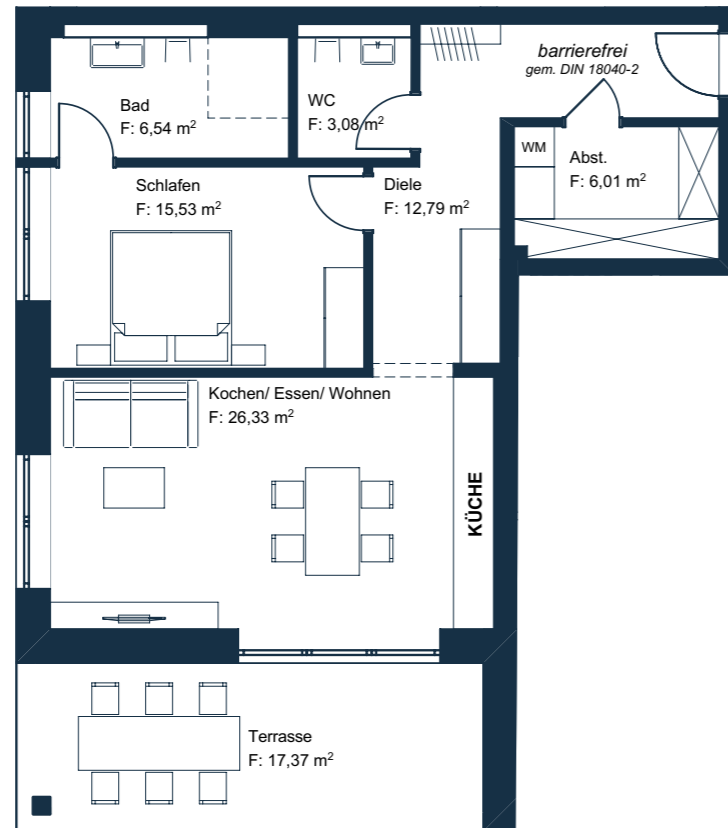 barrierefrei
gem. DIN 18040-2
Bad
F: 6,54 m²
WC
F: 3,08 m²
WM
Abst.
F: 6,01 m²
Schlafen
F: 15,53 m²
Diele
F: 12,79 m²
Kochen/ Essen/ Wohnen
F: 26,33 m²
KÜCHE
Terrasse
F: 17,37 m²